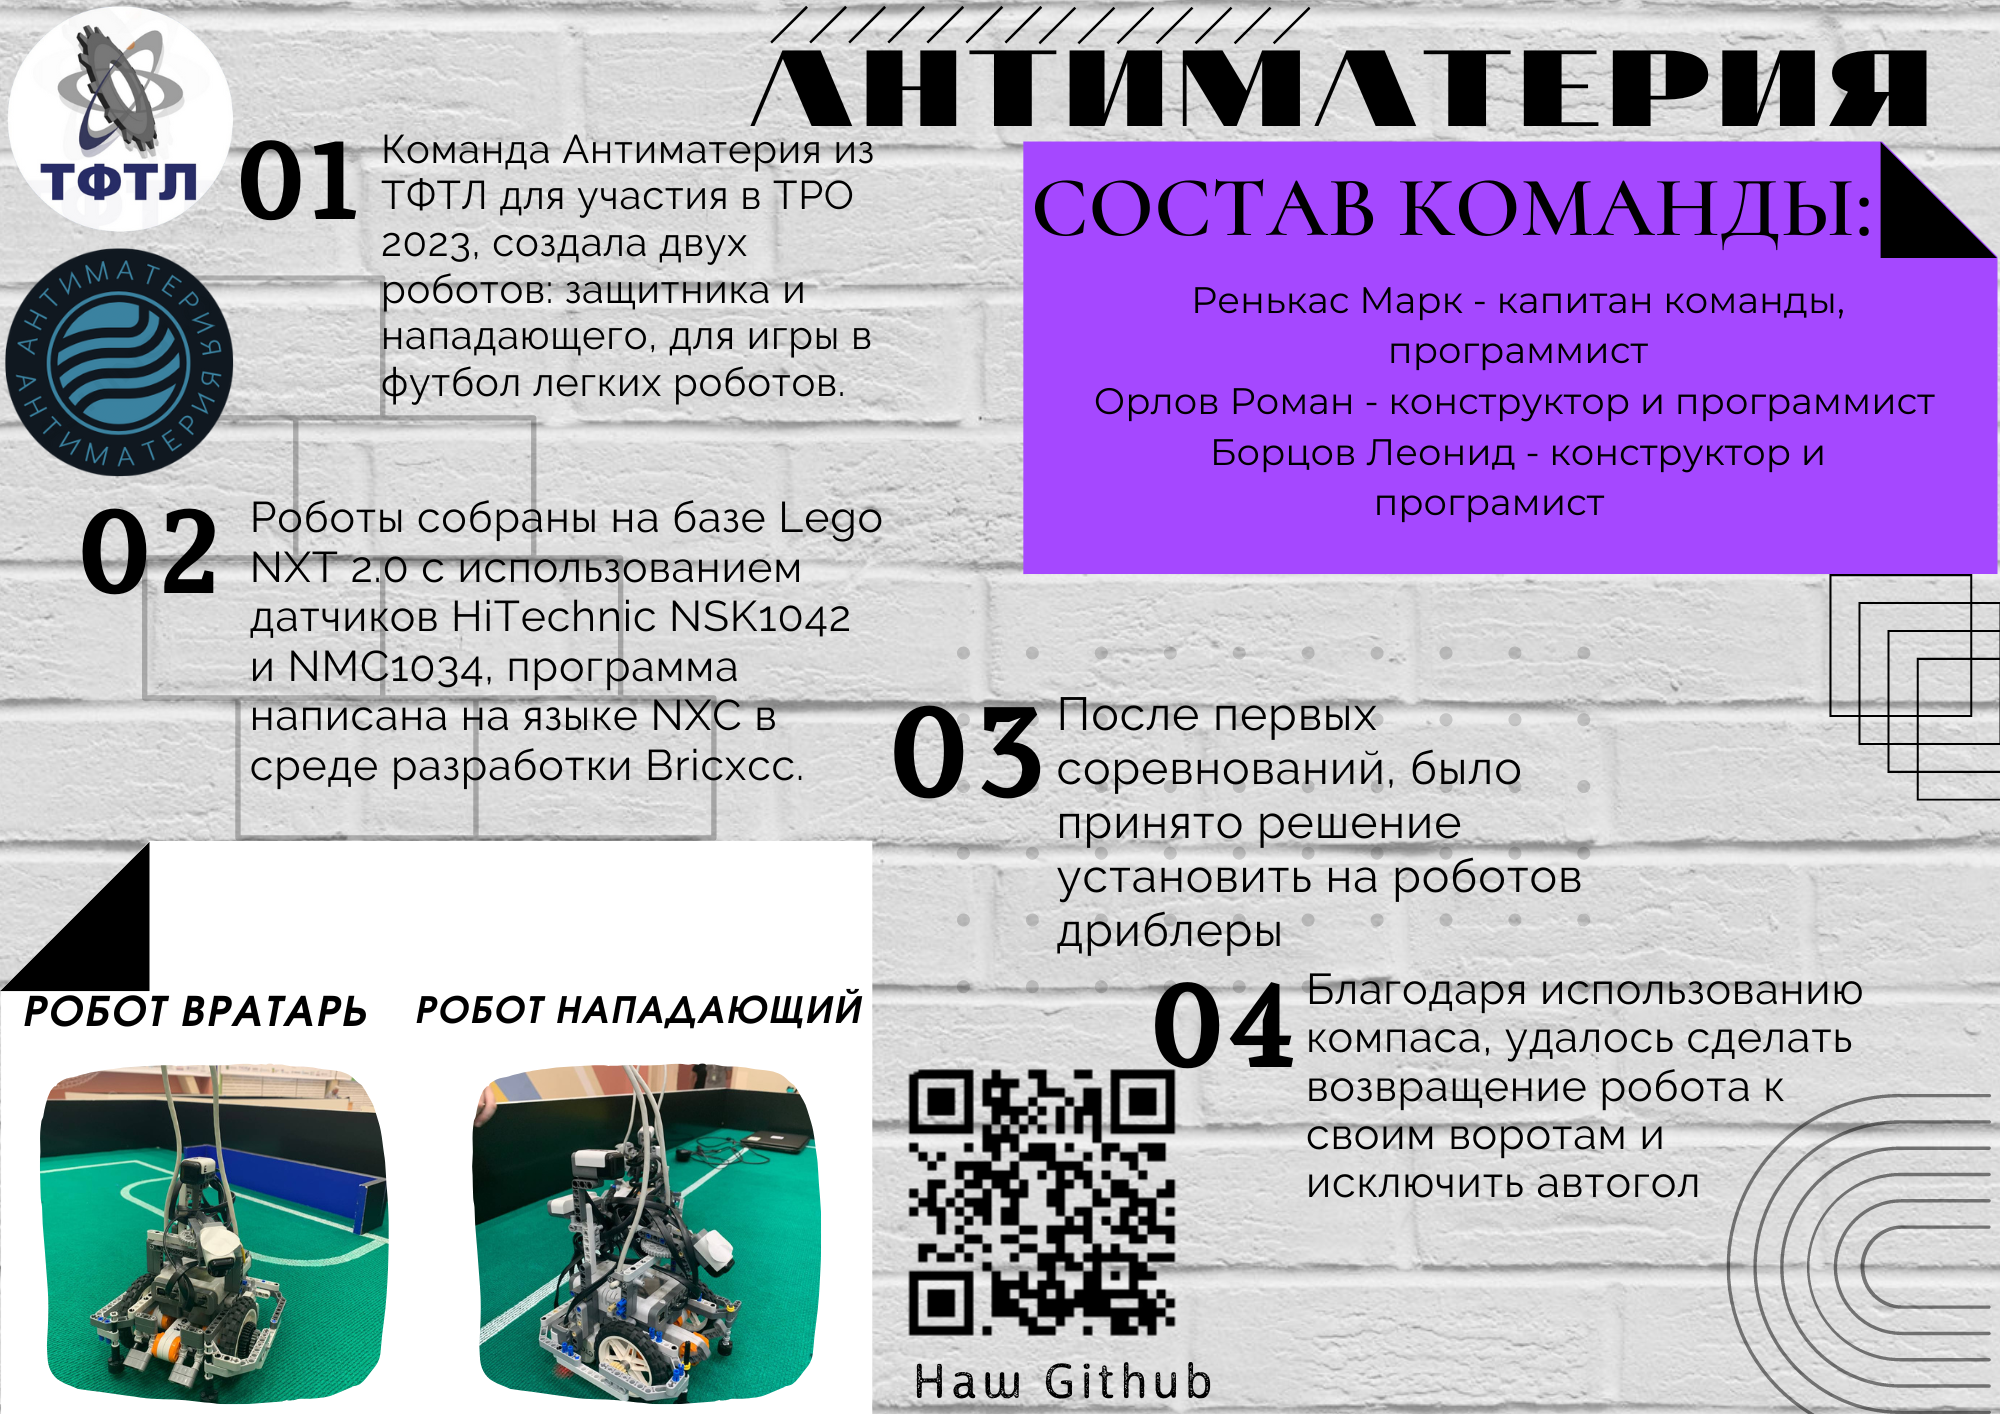 АНТИМАТЕРИЯ
ТФТЛ
АНТИМАТЕРИЯ
АНТИМАТЕРИЯ
01
Команда Антиматерия из
ТФТЛ для участия в ТРО
2023, создала двух
роботов: защитника и
нападающего, для игры в
футбол легких роботов.
СОСТАВ КОМАНДЫ:
Ренькас Марк - капитан команды,
программист
Орлов Роман - конструктор и программист
Борцов Леонид - конструктор и
програмист
02
Роботы собраны на базе Lego
NXT 2.0 с использованием
датчиков HiTechnic NSK1042
и NMC1034, программа
написана на языке NXC в
среде разработки Bricxcc.
03
После первых
соревнований, было
принято решение
установить на роботов
дриблеры
04
Благодаря использованию
компаса, удалось сделать
возвращение робота к
своим воротам и
исключить автогол
РОБОТ ВРАТАРЬ
РОБОТ НАПАДАЮЩИЙ
Наш Github